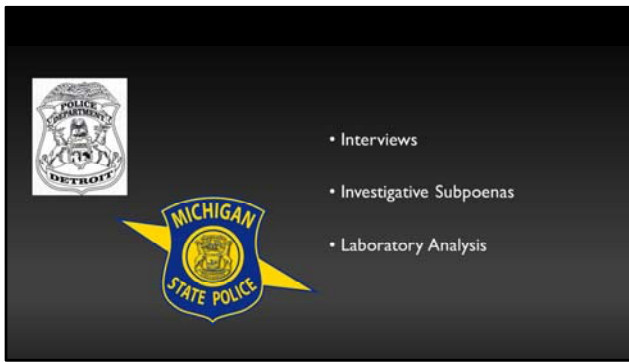 POLICE
DEPARTMENT
DETROIT
MICHIGAN
STATE POLICE
• Interviews
• Investigative Subpoenas
• Laboratory Analysis